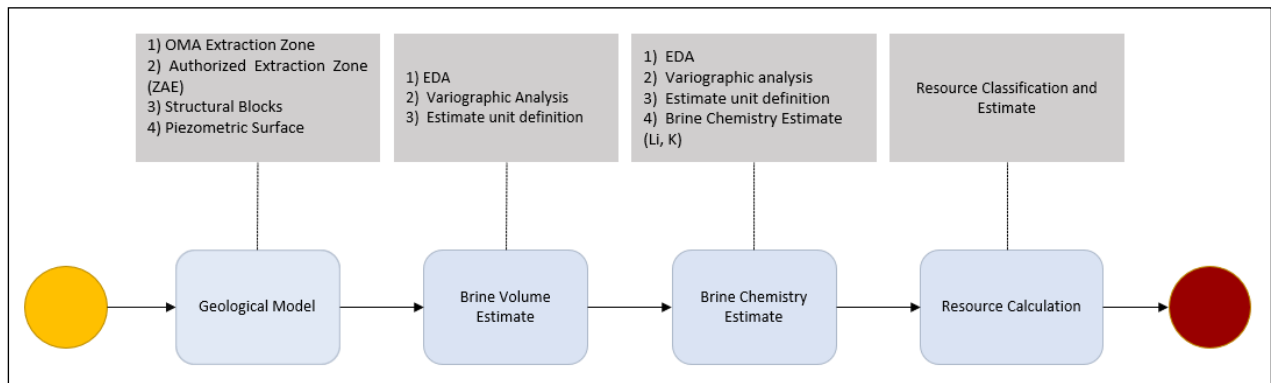 1) OMA Extraction Zone
2) Authorized Extraction Zone
(ZAE)
3) Structural Blocks
4) Piezometric Surface
1) EDA
2) Variographic Analysis
3) Estimate unit definition
1) EDA
2) Variographic analysis
3) Estimate unit definition
4) Brine Chemistry Estimate
(Li, K)
Resource Classification and
Estimate
Geological Model
Brine Volume
Estimate
Brine Chemistry
Estimate
Resource Calculation